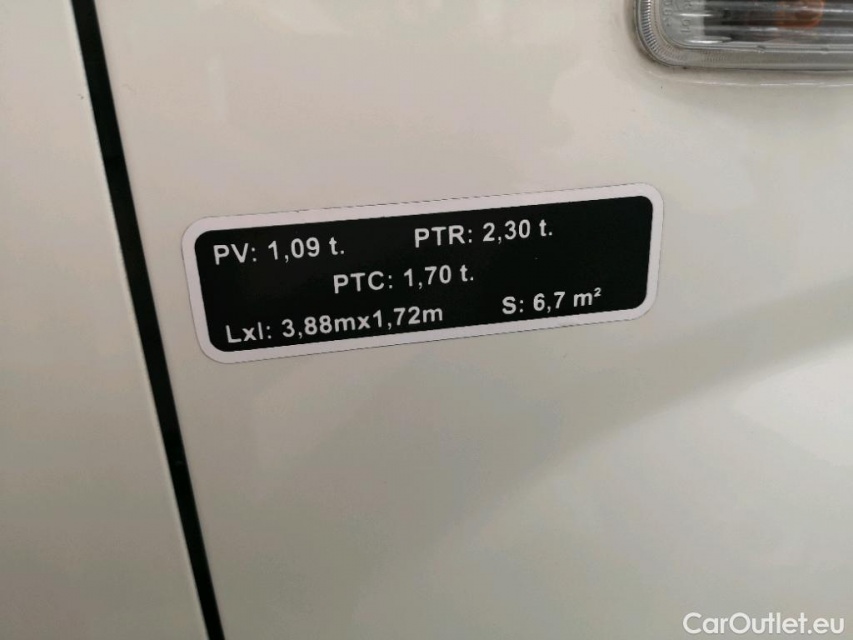 PV: 1,09 t. PTR: 2,30 t.
PTC: 1,70 t.
Lxl: 3,88mx1,72m S: 6,7 m²
CarOutlet.eu